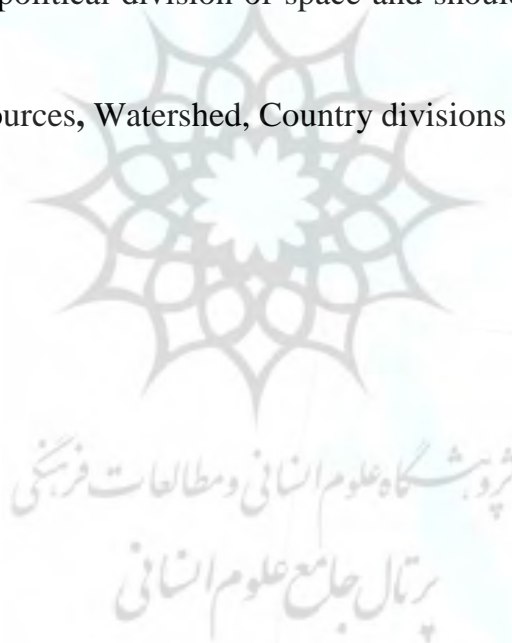 political division of space and should
ources, Watershed, Country divisions
پژوهشگاه علوم انسانی و مطالعات فرهنگی
پرتال جامع علوم انسانی